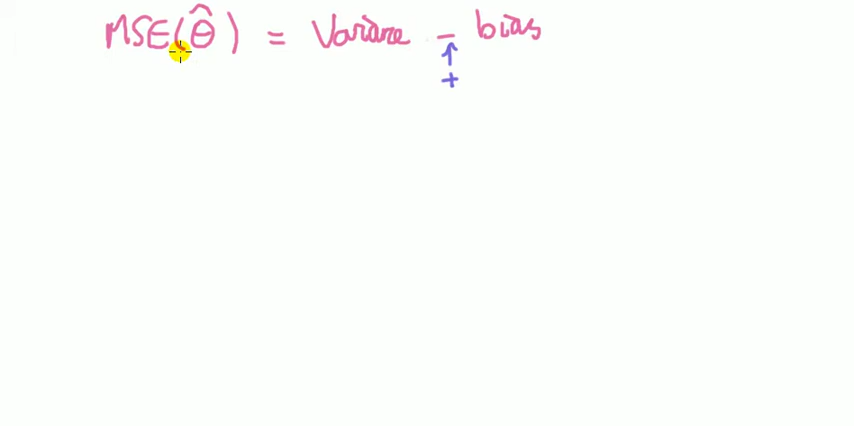 MSE(θ̂) = Variance − bias
↑
+